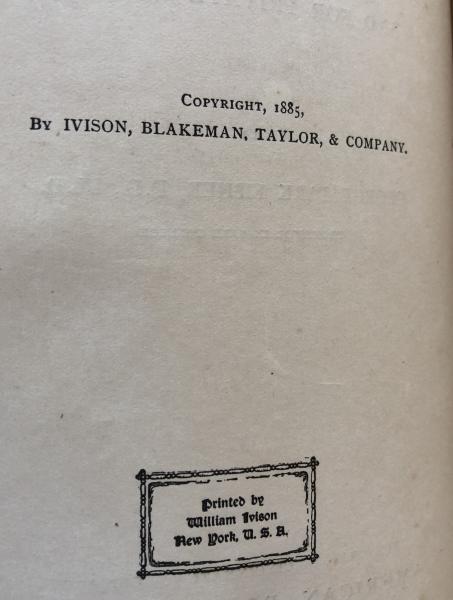 COPYRIGHT, 1885,
By IVISON, BLAKEMAN, TAYLOR, & COMPANY.
Printed by
William Ivison
New York, U. S. A.